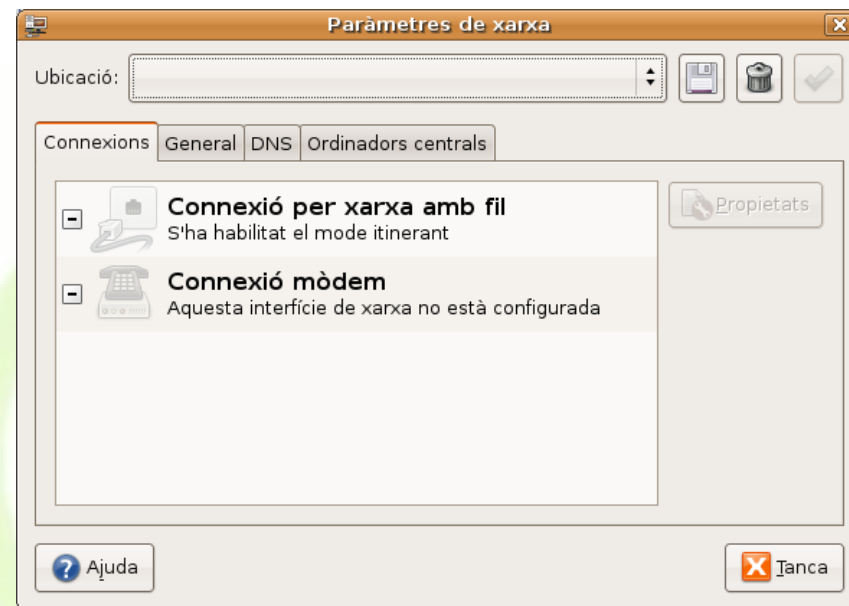 Paràmetres de xarxa
Ubicació:
Connexions General DNS Ordinadors centrals
Connexió per xarxa amb fil
S'ha habilitat el mode itinerant
Propietats
Connexió mòdem
Aquesta interfície de xarxa no està configurada
Ajuda
Tanca